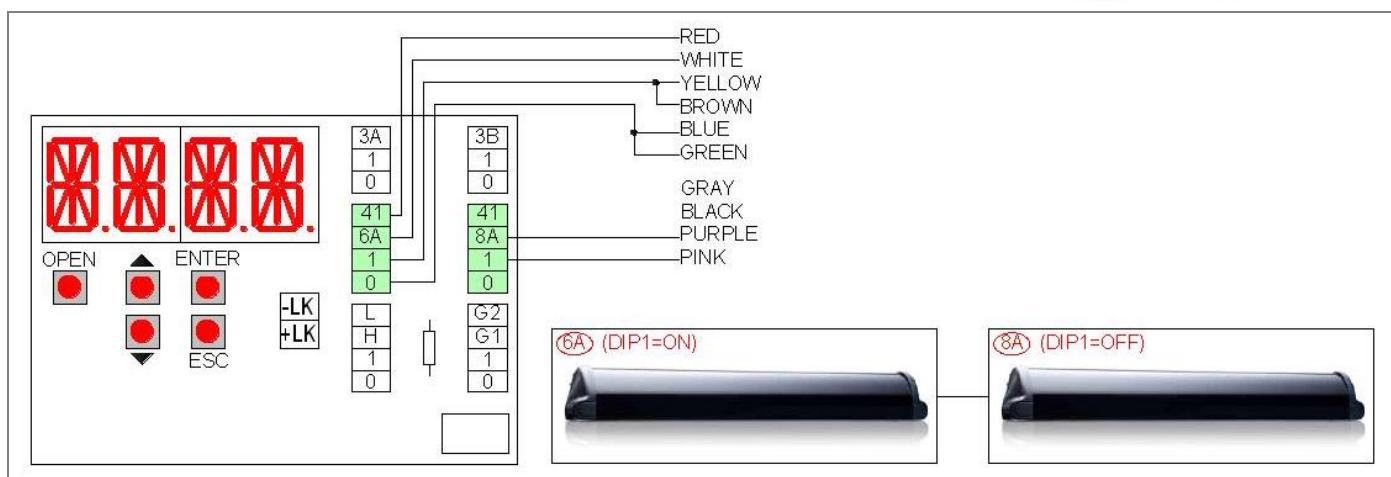 RED
WHITE
YELLOW
BROWN
BLUE
GREEN
GRAY
BLACK
PURPLE
PINK
OPEN
ENTER
ESC
-LK
+LK
3A
1
0
41
6A
1
0
L
H
1
0
3B
1
0
41
8A
1
0
G2
G1
1
0
6A (DIP1=ON)
8A (DIP1=OFF)